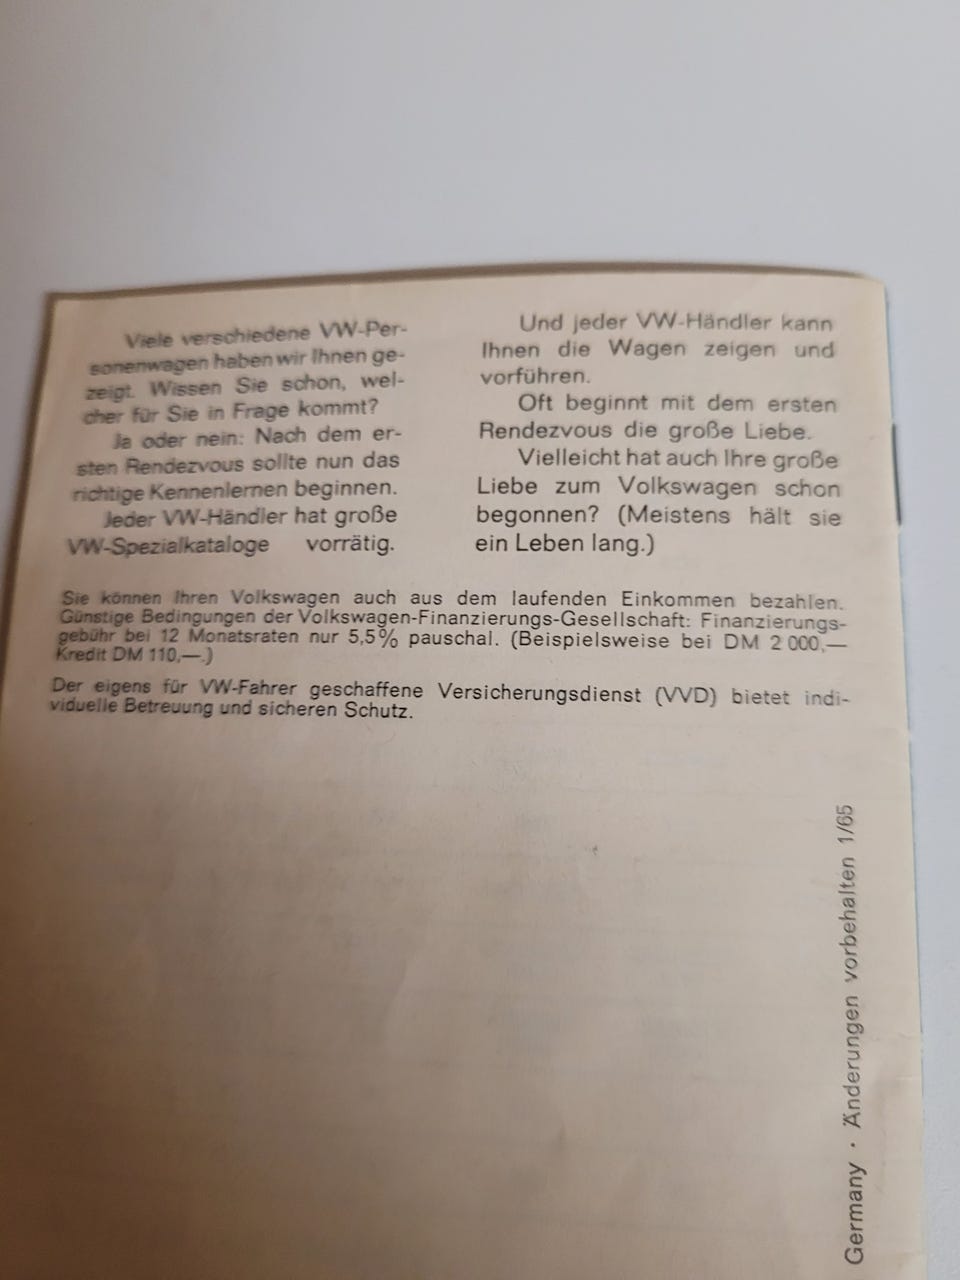 Viele verschiedene VW-Per-
sonenwagen haben wir Ihnen ge-
zeigt. Wissen Sie schon, wel-
cher für Sie in Frage kommt?
Ja oder nein: Nach dem er-
sten Rendezvous sollte nun das
richtige Kennenlernen beginnen.
Jeder VW-Händler hat große
VW-Spezialkataloge vorrätig.
Und jeder VW-Händler kann
Ihnen die Wagen zeigen und
vorführen.
Oft beginnt mit dem ersten
Rendezvous die große Liebe.
Vielleicht hat auch Ihre große
Liebe zum Volkswagen schon
begonnen? (Meistens hält sie
ein Leben lang.)
Sie können Ihren Volkswagen auch aus dem laufenden Einkommen bezahlen.
Günstige Bedingungen der Volkswagen-Finanzierungs-Gesellschaft: Finanzierungs-
gebühr bei 12 Monatsraten nur 5,5% pauschal. (Beispielsweise bei DM 2 000,—
Kredit DM 110,—.)
Der eigens für VW-Fahrer geschaffene Versicherungsdienst (VVD) bietet indi-
viduelle Betreuung und sicheren Schutz.
Germany · Änderungen vorbehalten 1/65